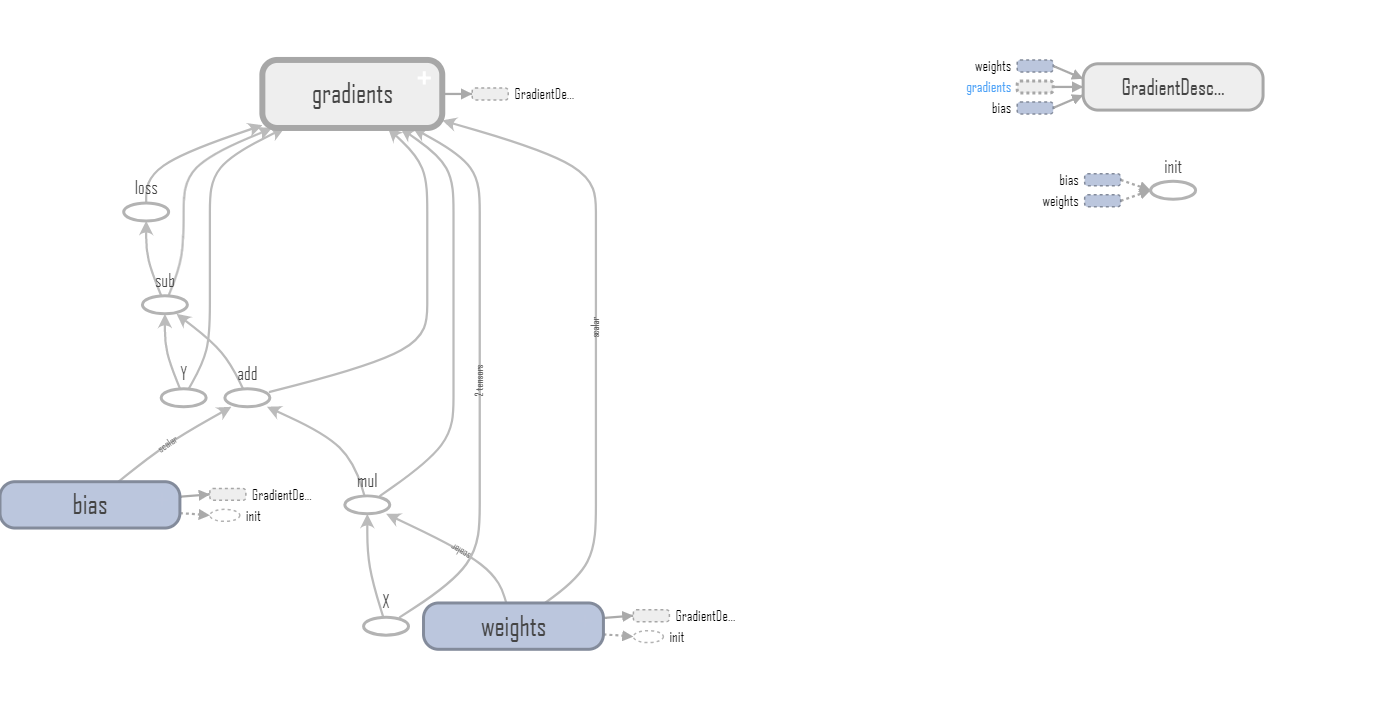 gradients
GradientDe...
loss
sub
Y
add
scalar
2 tensors
scalar
bias
GradientDe...
init
mul
scalar
X
weights
GradientDe...
init
weights
gradients
bias
GradientDesc...
init
bias
weights